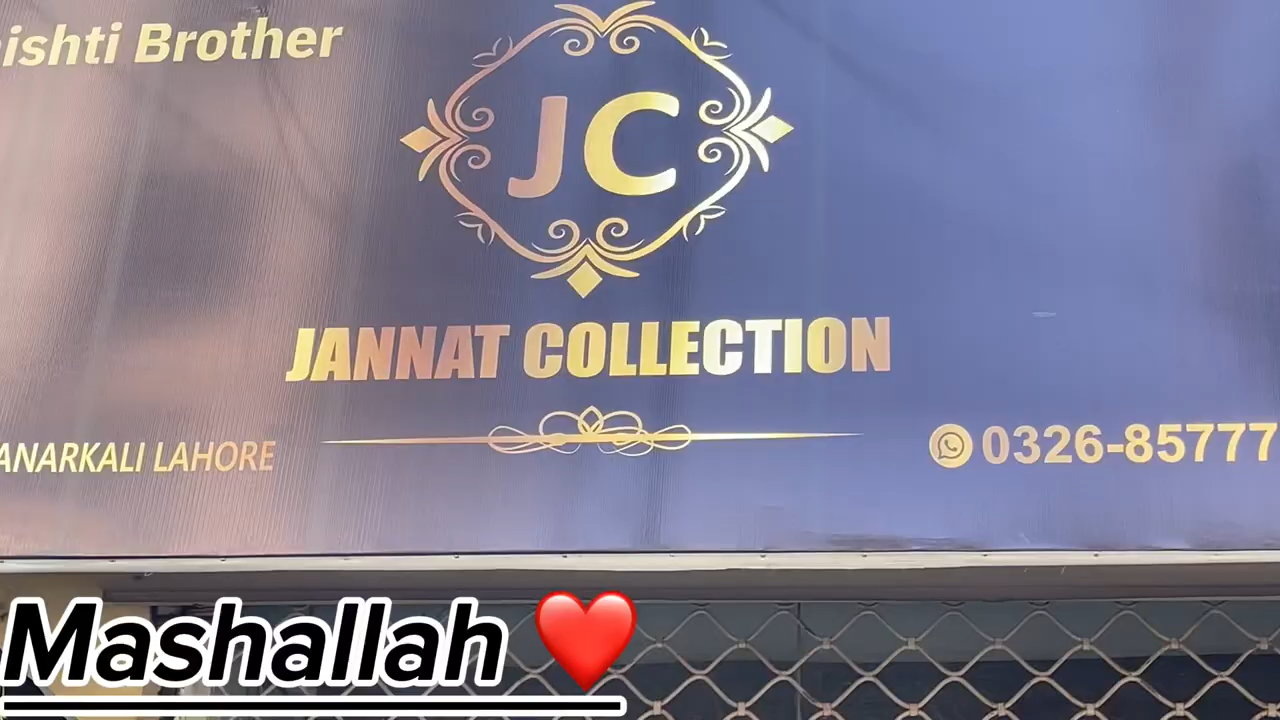 ishti Brother
JC
JANNAT COLLECTION
ANARKALI LAHORE
0326-85777
Mashallah ❤️